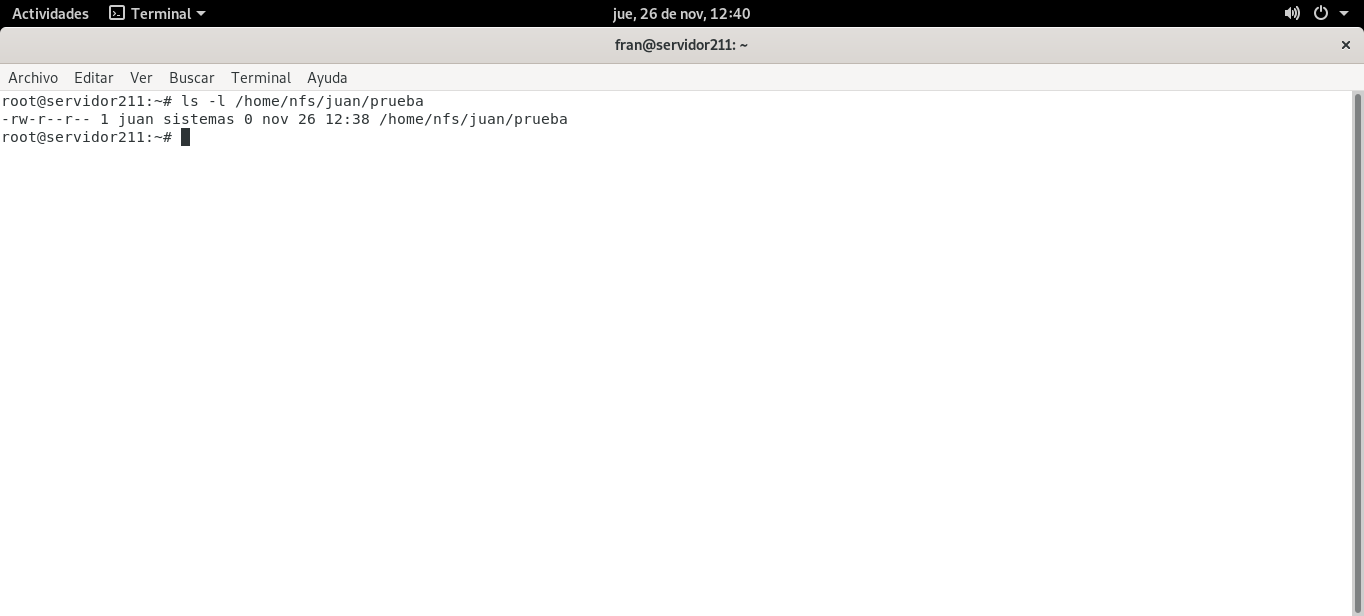 Actividades Terminal jue, 26 de nov, 12:40
fran@servidor211: ~
Archivo Editar Ver Buscar Terminal Ayuda
root@servidor211:~# ls -l /home/nfs/juan/prueba
-rw-r--r-- 1 juan sistemas 0 nov 26 12:38 /home/nfs/juan/prueba
root@servidor211:~#